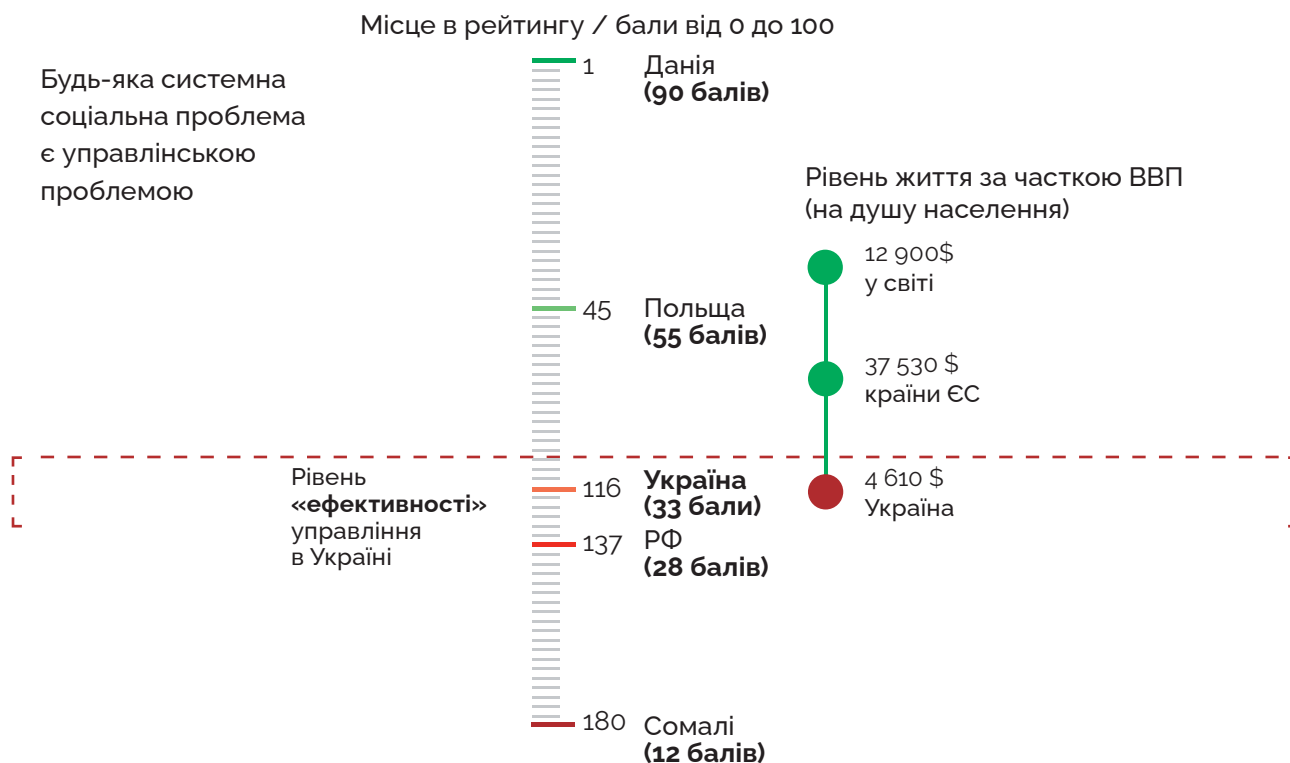 Місце в рейтингу / бали від 0 до 100
Будь-яка системна
соціальна проблема
є управлінською
проблемою
1
Данія
(90 балів)
Рівень життя за часткою ВВП
(на душу населення)
12 900$
у світі
45
Польща
(55 балів)
37 530 $
країни ЄС
Рівень
«ефективності»
управління
в Україні
116
Україна
(33 бали)
4 610 $
Україна
137
РФ
(28 балів)
180
Сомалі
(12 балів)